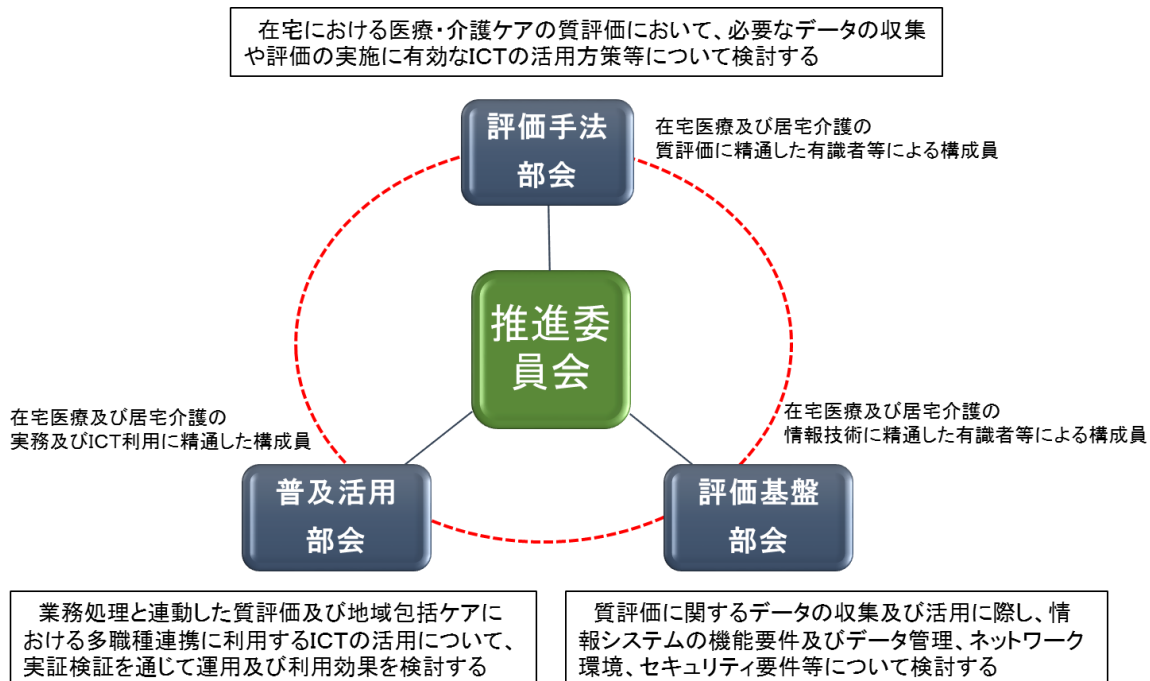 在宅における医療・介護ケアの質評価において、必要なデータの収集
や評価の実施に有効なICTの活用方策等について検討する
評価手法
部会
在宅医療及び居宅介護の
質評価に精通した有識者等による構成員
推進委
員会
在宅医療及び居宅介護の
実務及びICT利用に精通した構成員
在宅医療及び居宅介護の
情報技術に精通した有識者等による構成員
普及活用
部会
評価基盤
部会
業務処理と連動した質評価及び地域包括ケアに
おける多職種連携に利用するICTの活用について、
実証検証を通じて運用及び利用効果を検討する
質評価に関するデータの収集及び活用に際し、情
報システムの機能要件及びデータ管理、ネットワーク
環境、セキュリティ要件等について検討する